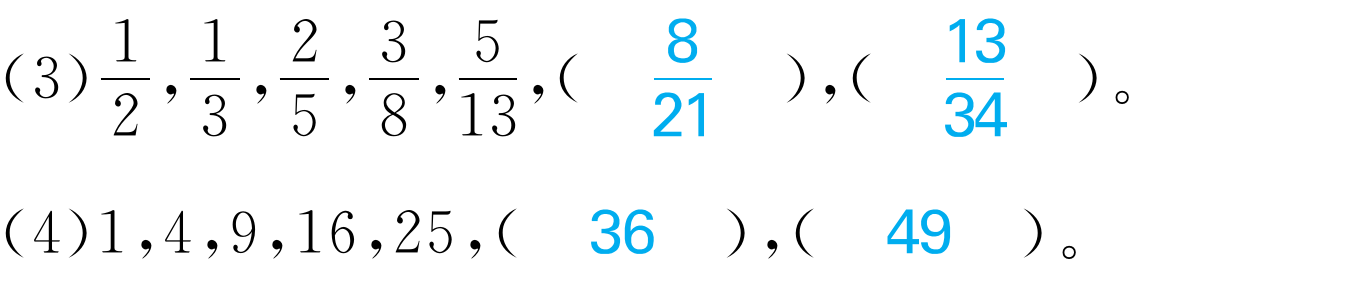 (3) 1/2, 1/3, 2/5, 3/8, 5/13, ( 8/21 ), ( 13/34 )。
(4) 1, 4, 9, 16, 25, ( 36 ), ( 49 )。